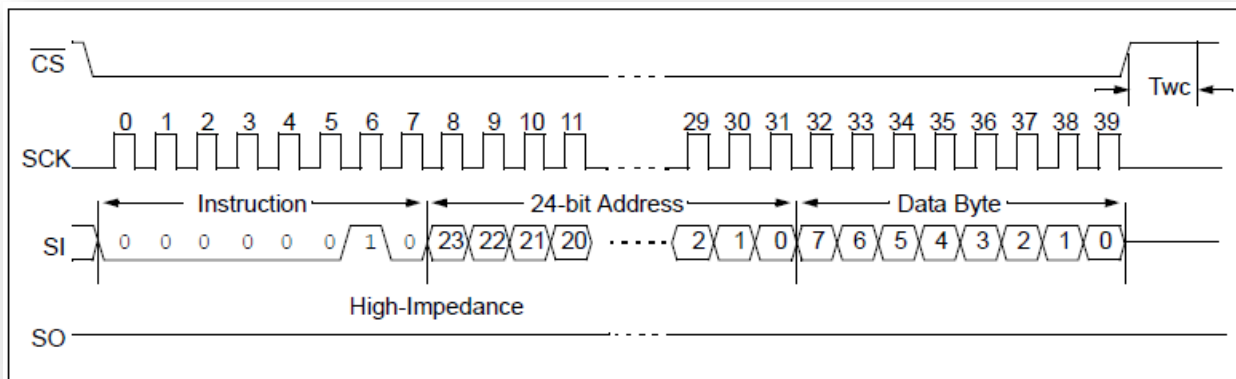 CS
Twc
0 1 2 3 4 5 6 7 8 9 10 11 29 30 31 32 33 34 35 36 37 38 39
SCK
Instruction 24-bit Address Data Byte
SI 0 0 0 0 0 0 1 0 23 22 21 20 2 1 0 7 6 5 4 3 2 1 0
High-Impedance
SO